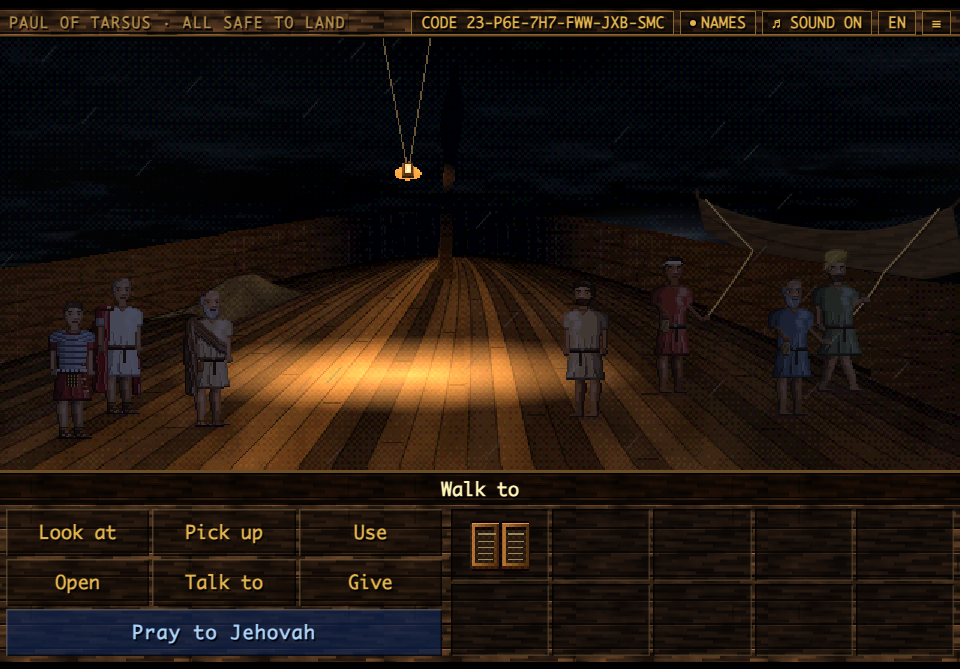 PAUL OF TARSUS · ALL SAFE TO LAND
CODE 23-P6E-7H7-FWW-JXB-SMC
NAMES
SOUND ON
EN
Walk to
Look at
Pick up
Use
Open
Talk to
Give
Pray to Jehovah